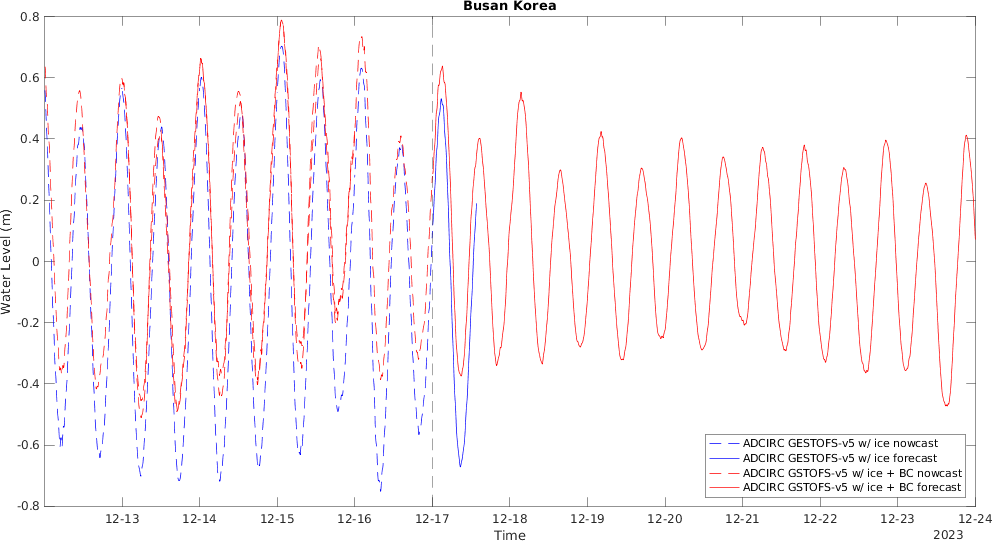 Busan Korea
Water Level (m)
0.8
0.6
0.4
0.2
0
-0.2
-0.4
-0.6
-0.8
12-13 12-14 12-15 12-16 12-17 12-18 12-19 12-20 12-21 12-22 12-23 12-24
Time
2023
ADCIRC GESTOFS-v5 w/ ice nowcast
ADCIRC GESTOFS-v5 w/ ice forecast
ADCIRC GSTOFS-v5 w/ ice + BC nowcast
ADCIRC GSTOFS-v5 w/ ice + BC forecast